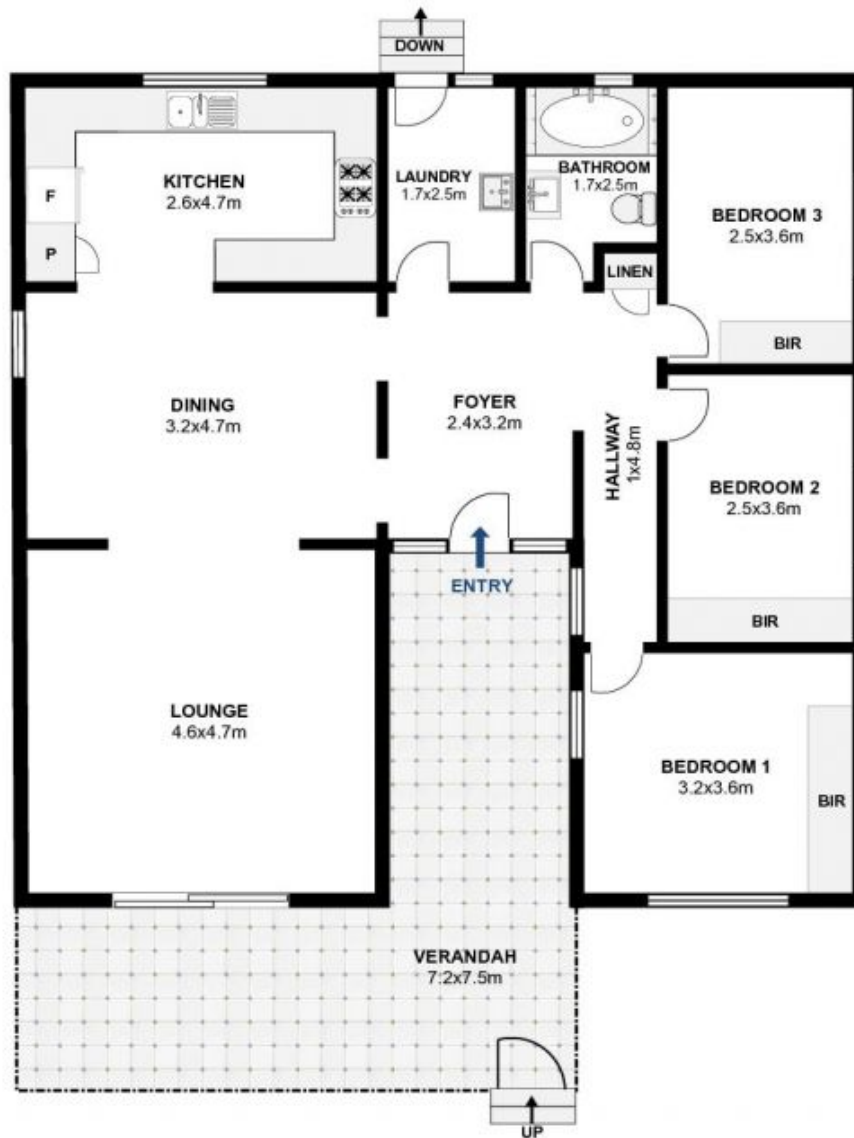 DOWN
KITCHEN
2.6x4.7m
F
P
LAUNDRY
1.7x2.5m
BATHROOM
1.7x2.5m
LINEN
BEDROOM 3
2.5x3.6m
BIR
DINING
3.2x4.7m
FOYER
2.4x3.2m
HALLWAY
1x4.8m
BEDROOM 2
2.5x3.6m
BIR
ENTRY
LOUNGE
4.6x4.7m
BEDROOM 1
3.2x3.6m
BIR
VERANDAH
7.2x7.5m
UP